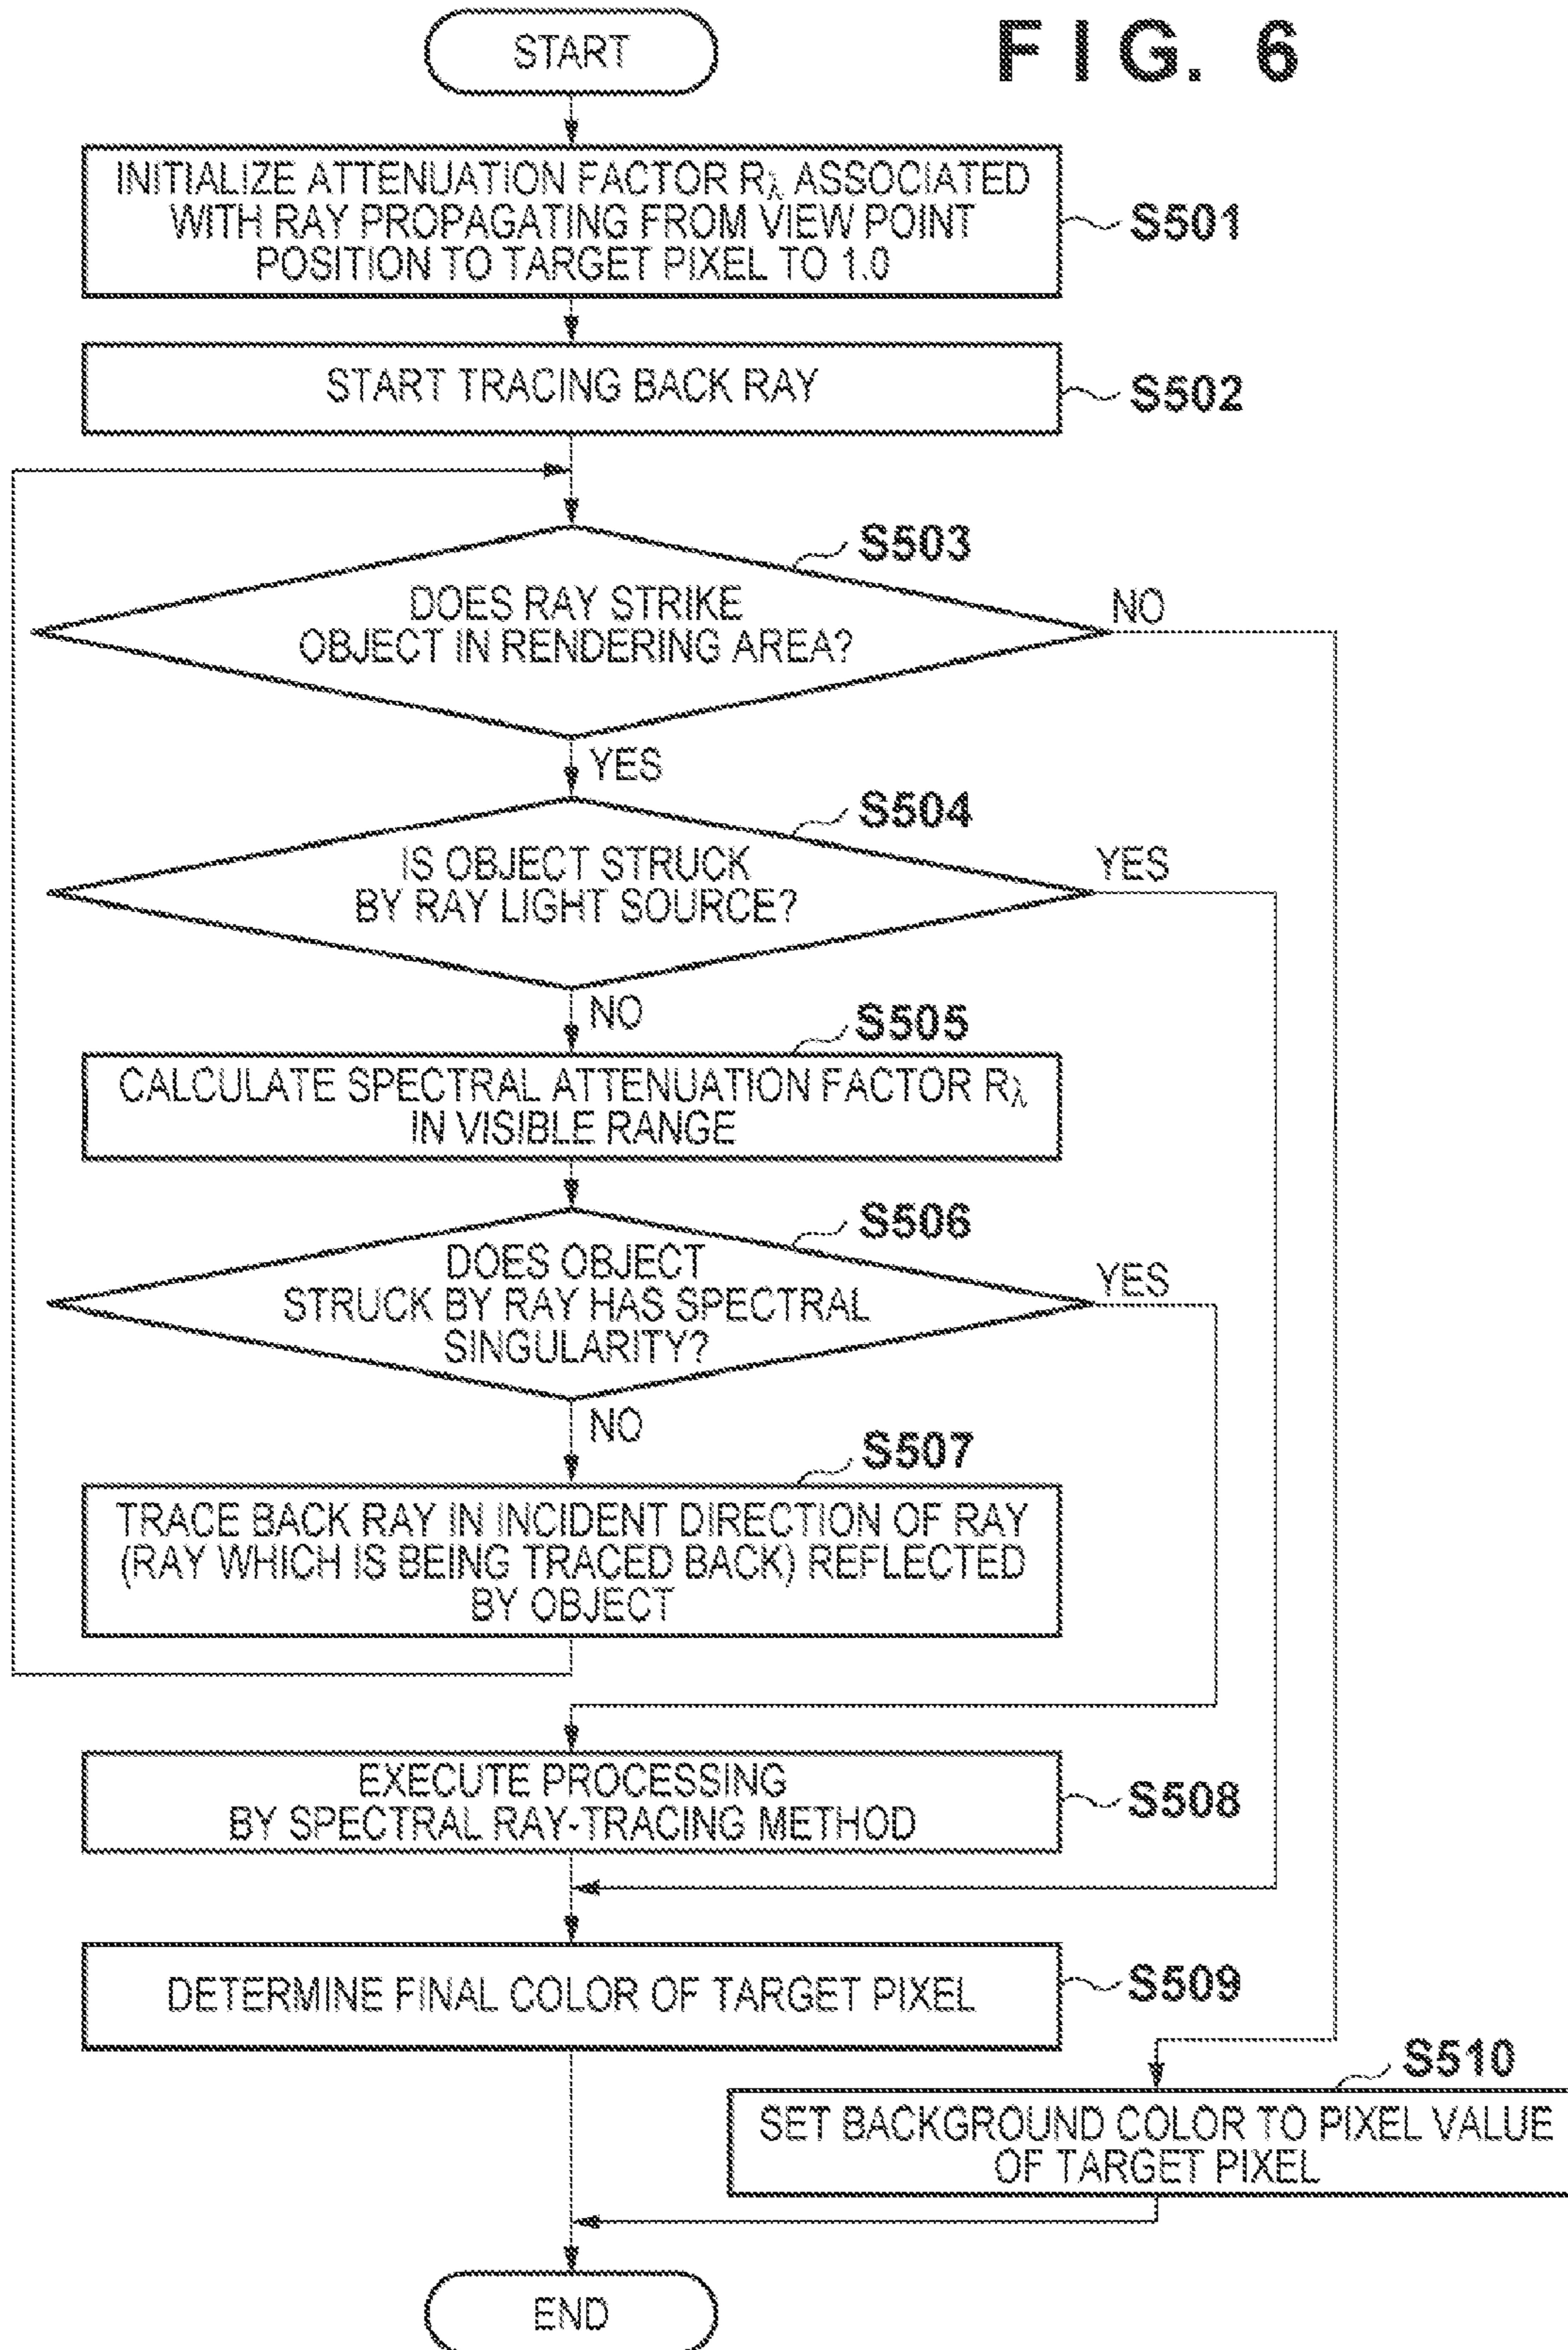 FIG. 6
START
INITIALIZE ATTENUATION FACTOR Rλ ASSOCIATED
WITH RAY PROPAGATING FROM VIEW POINT
POSITION TO TARGET PIXEL TO 1.0
S501
START TRACING BACK RAY
S502
S503
DOES RAY STRIKE
OBJECT IN RENDERING AREA?
NO
YES
S504
IS OBJECT STRUCK
BY RAY LIGHT SOURCE?
YES
NO
S505
CALCULATE SPECTRAL ATTENUATION FACTOR Rλ
IN VISIBLE RANGE
S506
DOES OBJECT
STRUCK BY RAY HAS SPECTRAL
SINGULARITY?
YES
NO
S507
TRACE BACK RAY IN INCIDENT DIRECTION OF RAY
(RAY WHICH IS BEING TRACED BACK) REFLECTED
BY OBJECT
EXECUTE PROCESSING
BY SPECTRAL RAY-TRACING METHOD
S508
DETERMINE FINAL COLOR OF TARGET PIXEL
S509
S510
SET BACKGROUND COLOR TO PIXEL VALUE
OF TARGET PIXEL
END